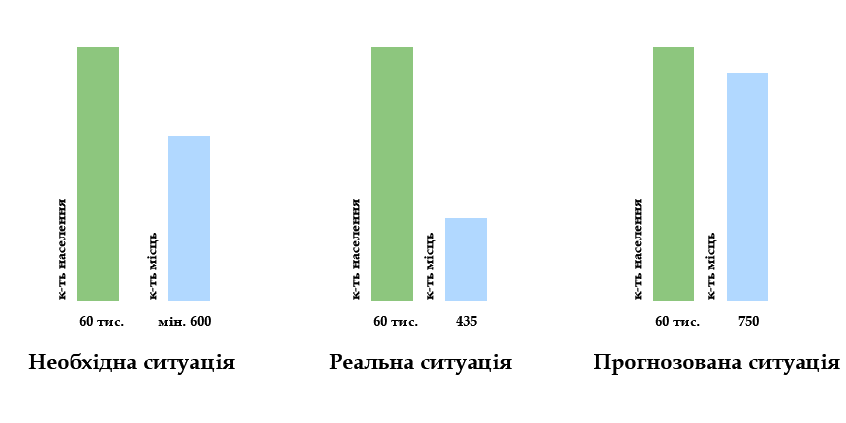 к-ть населення
к-ть місць
60 тис.
мін. 600
Необхідна ситуація
к-ть населення
к-ть місць
60 тис.
435
Реальна ситуація
к-ть населення
к-ть місць
60 тис.
750
Прогнозована ситуація